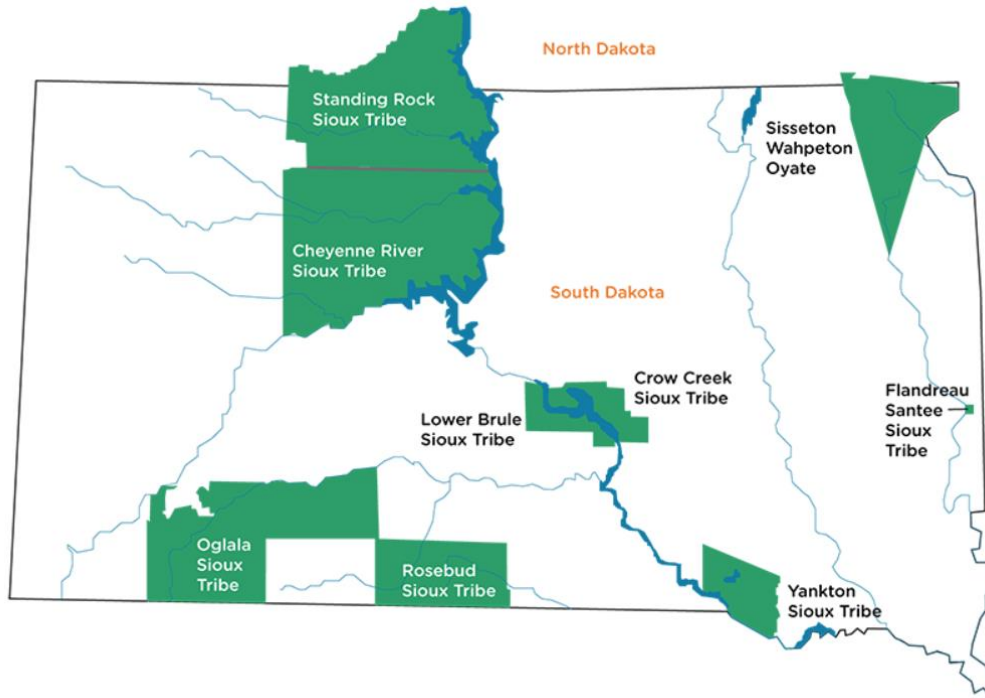 North Dakota
Standing Rock
Sioux Tribe
Sisseton
Wahpeton
Oyate
Cheyenne River
Sioux Tribe
South Dakota
Crow Creek
Sioux Tribe
Lower Brule
Sioux Tribe
Flandreau
Santee
Sioux
Tribe
Oglala
Sioux
Tribe
Rosebud
Sioux Tribe
Yankton
Sioux Tribe